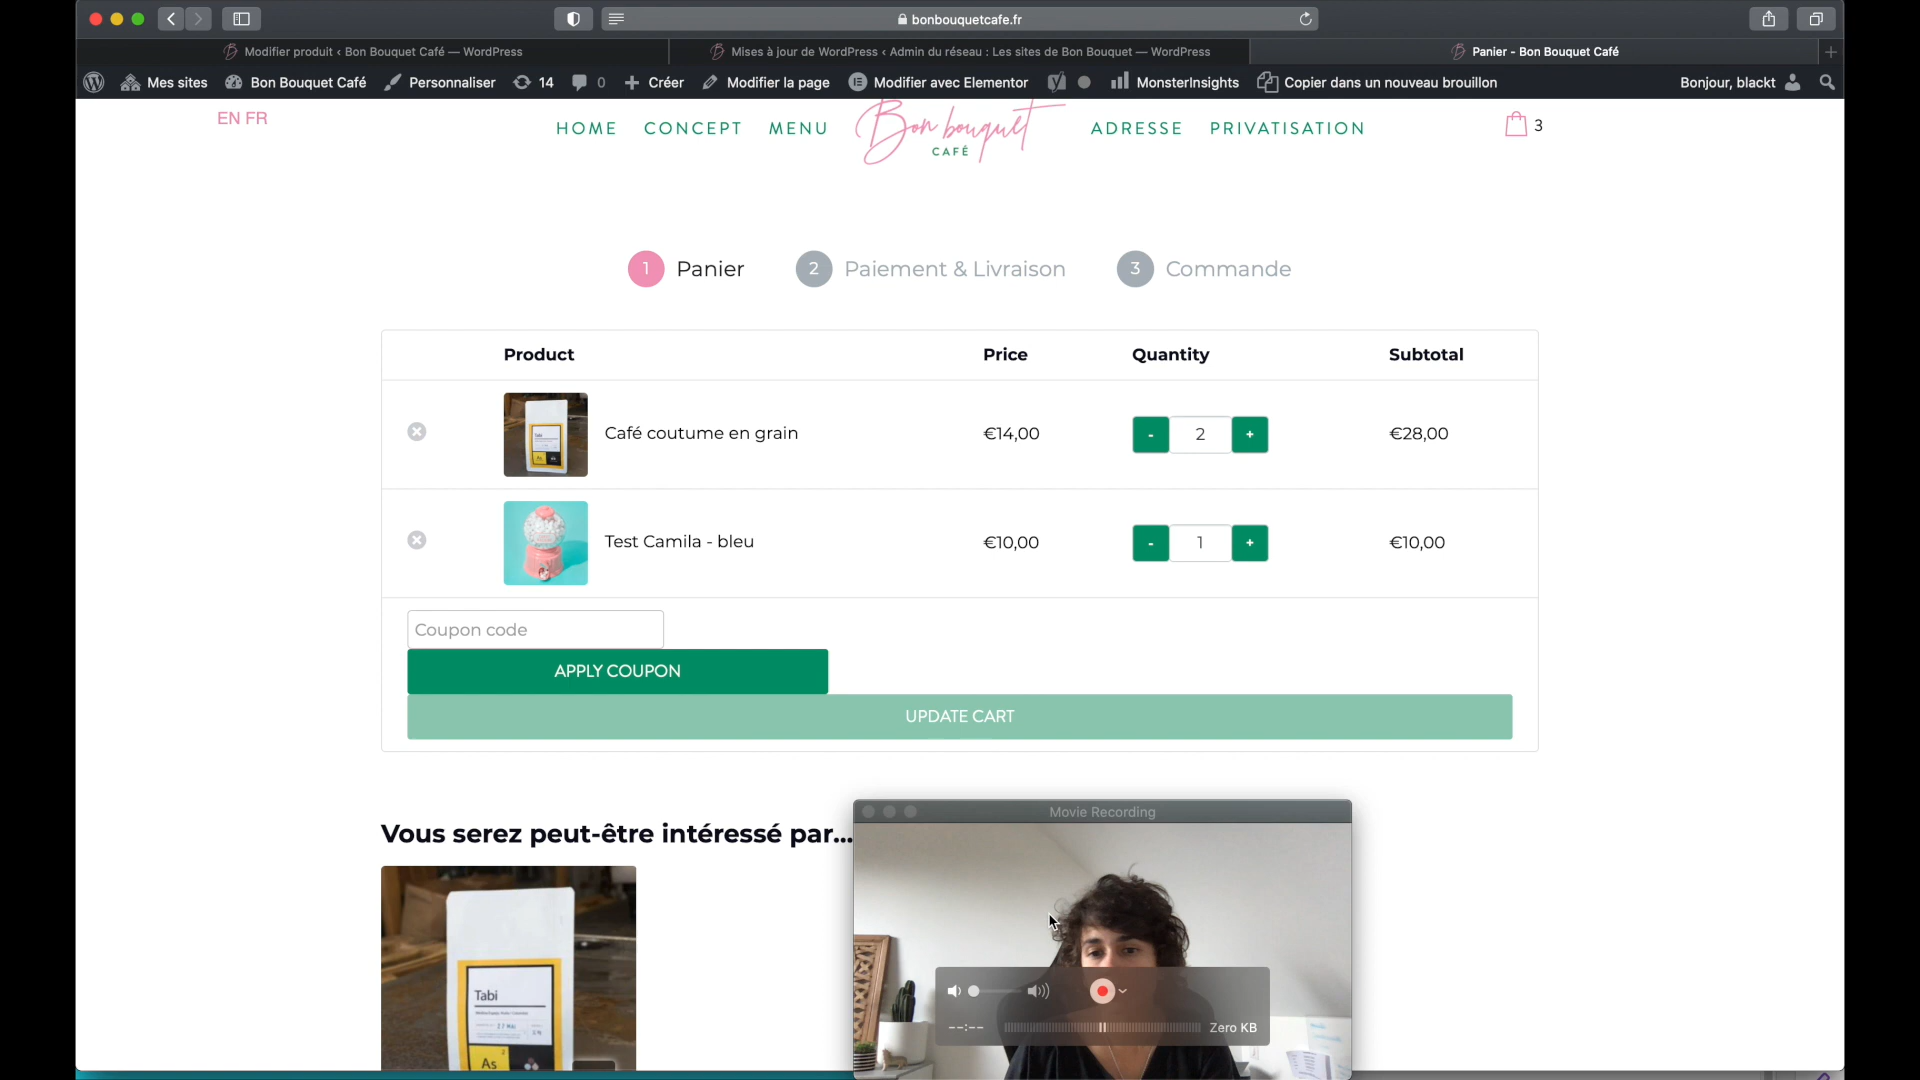 bonbouquetcafe.fr
Modifier produit ‹ Bon Bouquet Café — WordPress
Mises à jour de WordPress ‹ Admin du réseau : Les sites de Bon Bouquet — WordPress
Panier - Bon Bouquet Café
Mes sites Bon Bouquet Café Personnaliser 14 0 Créer Modifier la page Modifier avec Elementor MonsterInsights Copier dans un nouveau brouillon Bonjour, blackt
EN FR
HOME CONCEPT MENU Bon bouquet CAFÉ ADRESSE PRIVATISATION 3
1 Panier 2 Paiement & Livraison 3 Commande
Product Price Quantity Subtotal
Café coutume en grain €14,00 - 2 + €28,00
Test Camila - bleu €10,00 - 1 + €10,00
Coupon code
APPLY COUPON
UPDATE CART
Vous serez peut-être intéressé par...
Movie Recording
Tabi
As
--:-- Zero KB